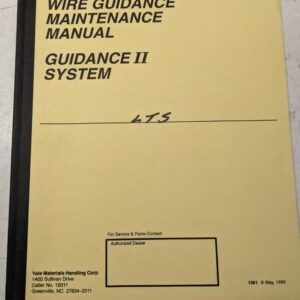 WIRE GUIDANCE
MAINTENANCE
MANUAL
GUIDANCE II
SYSTEM
LTS
For Service & Parts-Contact
Authorized Dealer
Yale Materials Handling Corp
1400 Sullivan Drive
Caller No. 12011
Greenville, NC 27834-2011
1981 © May, 1993